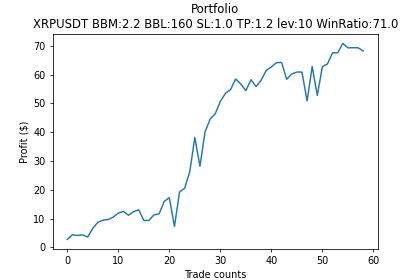 Portfolio
XRPUSDT BBM:2.2 BBL:160 SL:1.0 TP:1.2 lev:10 WinRatio:71.0
Profit ($)
70
60
50
40
30
20
10
0
0 10 20 30 40 50 60
Trade counts